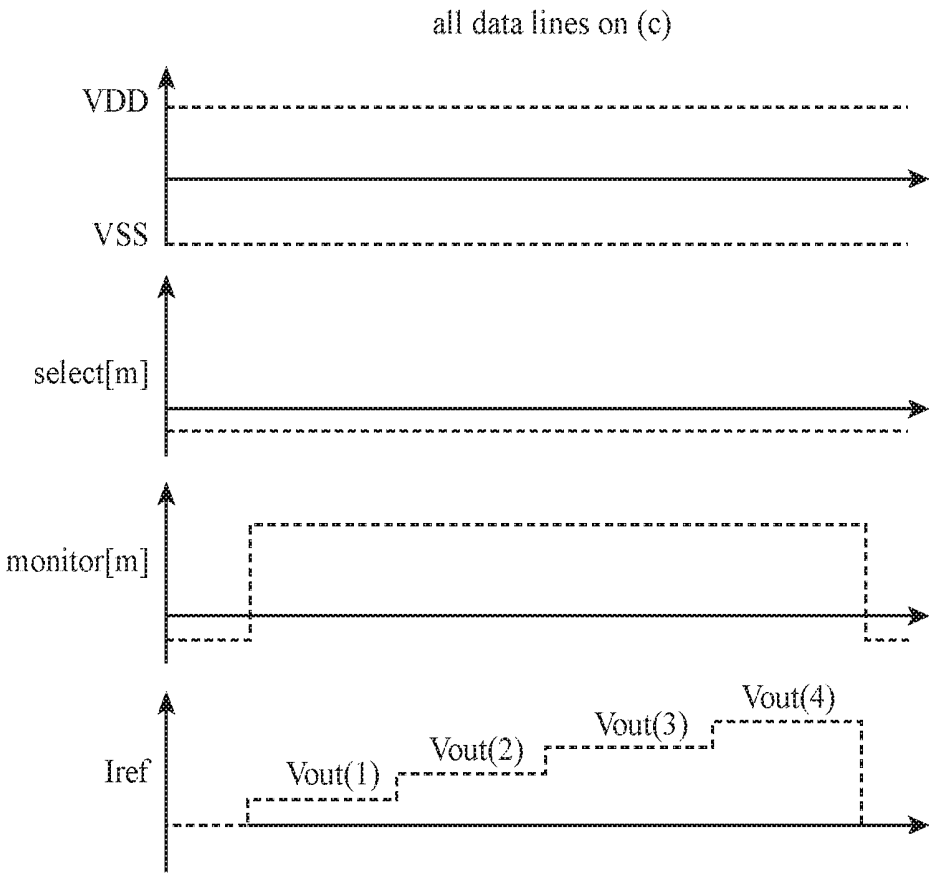 all data lines on (c)
VDD
VSS
select[m]
monitor[m]
Iref
Vout(1)
Vout(2)
Vout(3)
Vout(4)